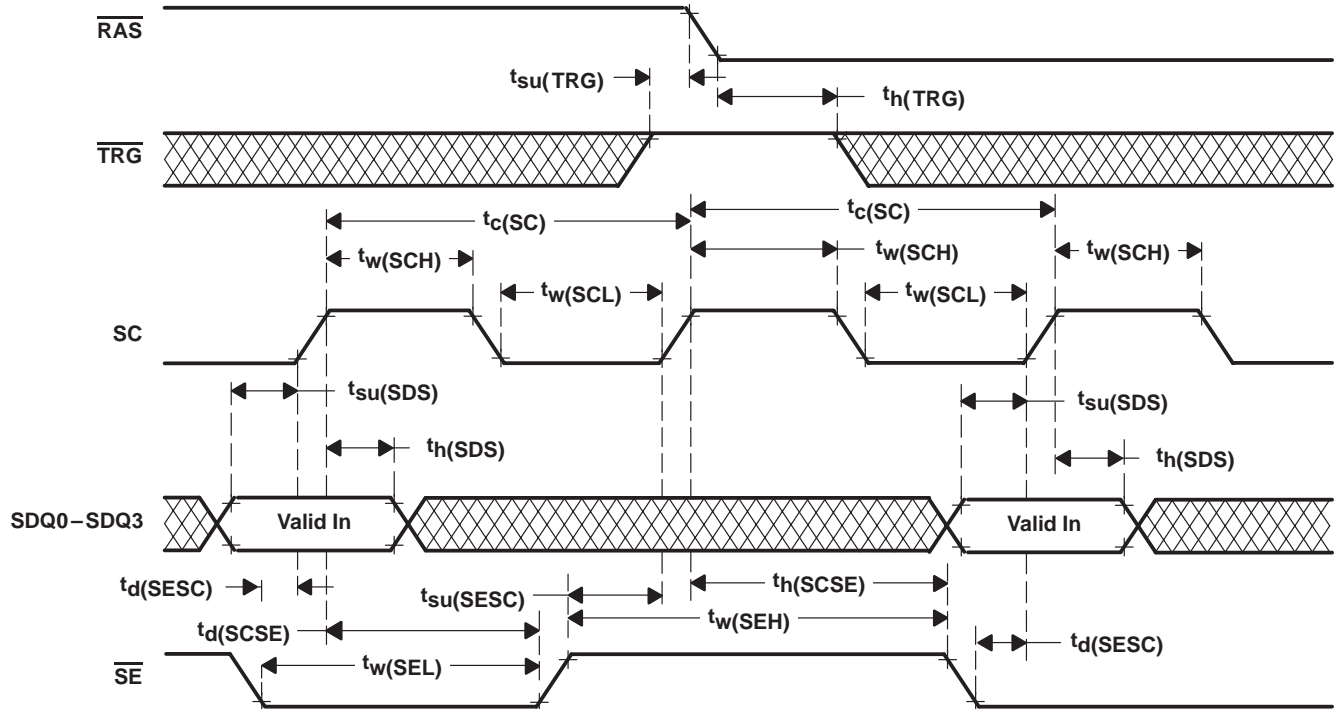 RAS
tsu(TRG)
th(TRG)
TRG
tc(SC)
tc(SC)
tw(SCH)
tw(SCH)
tw(SCH)
tw(SCL)
tw(SCL)
SC
tsu(SDS)
tsu(SDS)
th(SDS)
th(SDS)
SDQ0–SDQ3
Valid In
Valid In
td(SESC)
tsu(SESC)
th(SCSE)
td(SCSE)
tw(SEH)
td(SESC)
tw(SEL)
SE